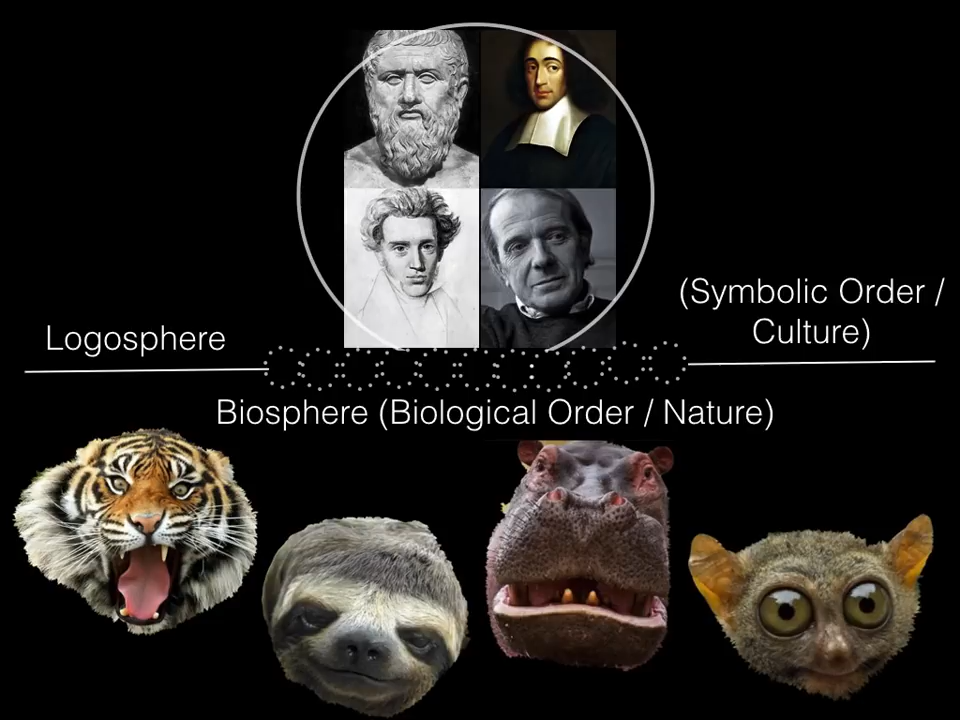 (Symbolic Order /
Culture)
Logosphere
Biosphere (Biological Order / Nature)